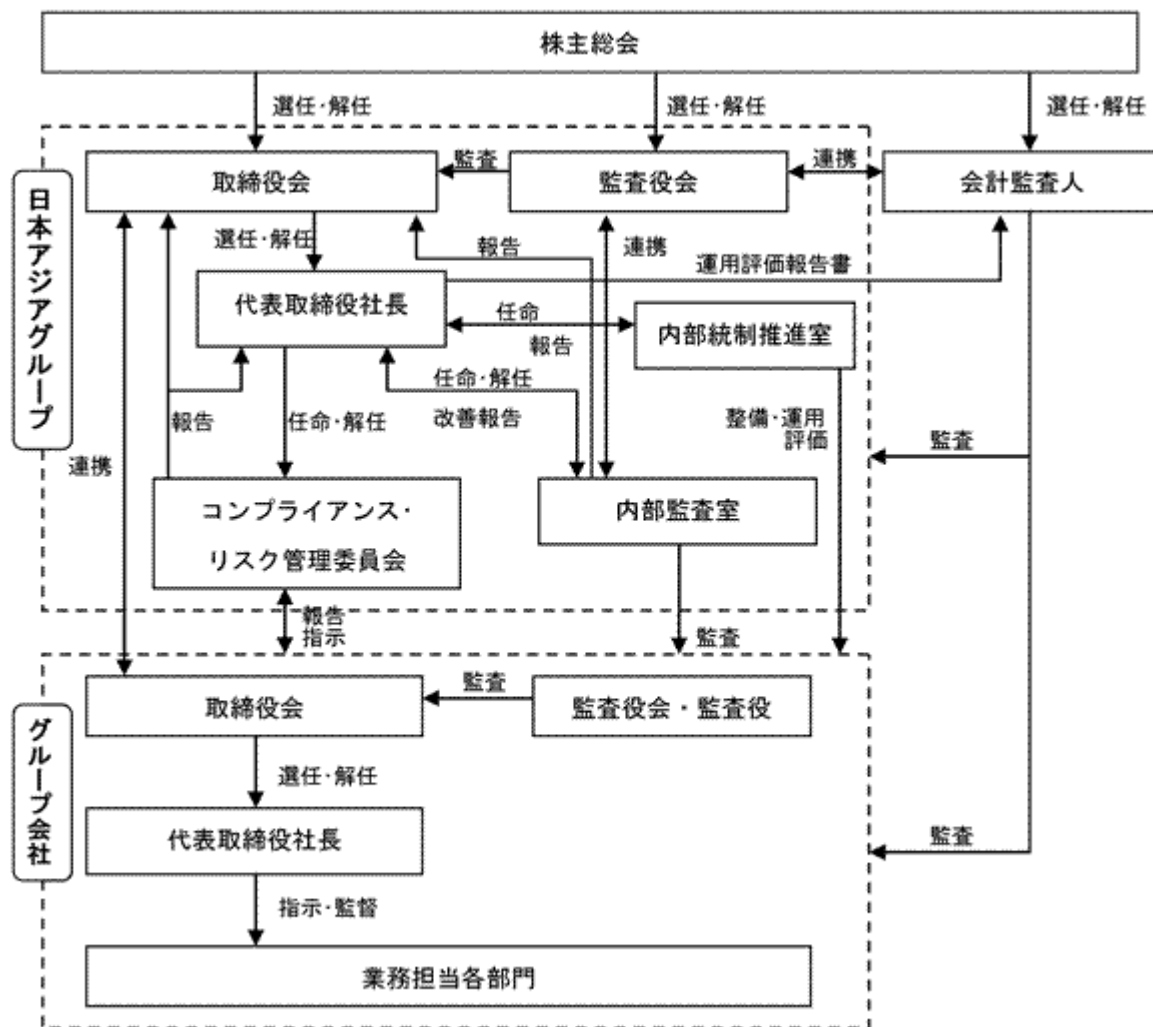 株主総会
選任・解任
選任・解任
選任・解任
日本アジアグループ
取締役会
監査
監査役会
連携
会計監査人
選任・解任
報告
連携
運用評価報告書
代表取締役社長
任命
報告
内部統制推進室
報告
任命・解任
任命・解任
改善報告
整備・運用
評価
監査
連携
コンプライアンス・
リスク管理委員会
内部監査室
報告
指示
監査
グループ会社
取締役会
監査
監査役会・監査役
選任・解任
代表取締役社長
監査
指示・監督
業務担当各部門